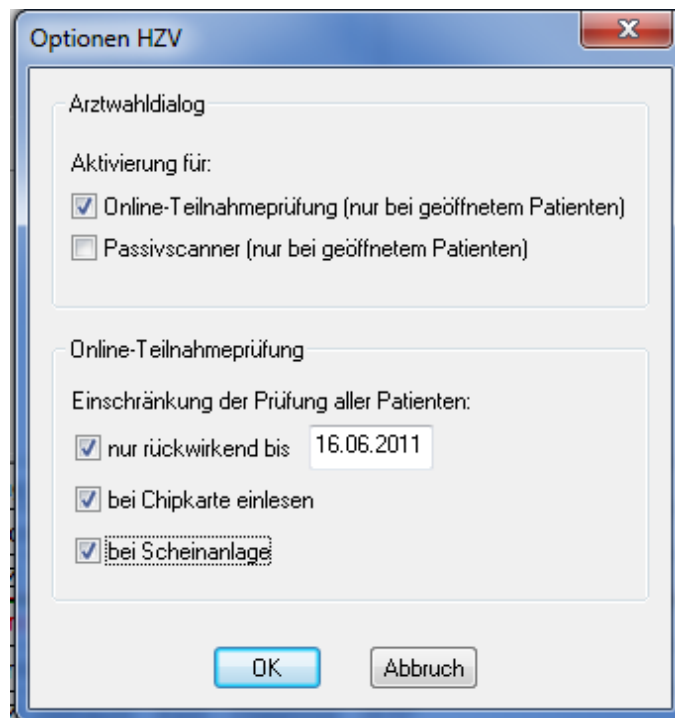 Optionen HZV
Arztwahldialog
Aktivierung für:
Online-Teilnahmeprüfung (nur bei geöffnetem Patienten)
Passivscanner (nur bei geöffnetem Patienten)
Online-Teilnahmeprüfung
Einschränkung der Prüfung aller Patienten:
nur rückwirkend bis 16.06.2011
bei Chipkarte einlesen
bei Scheinanlage
OK Abbruch